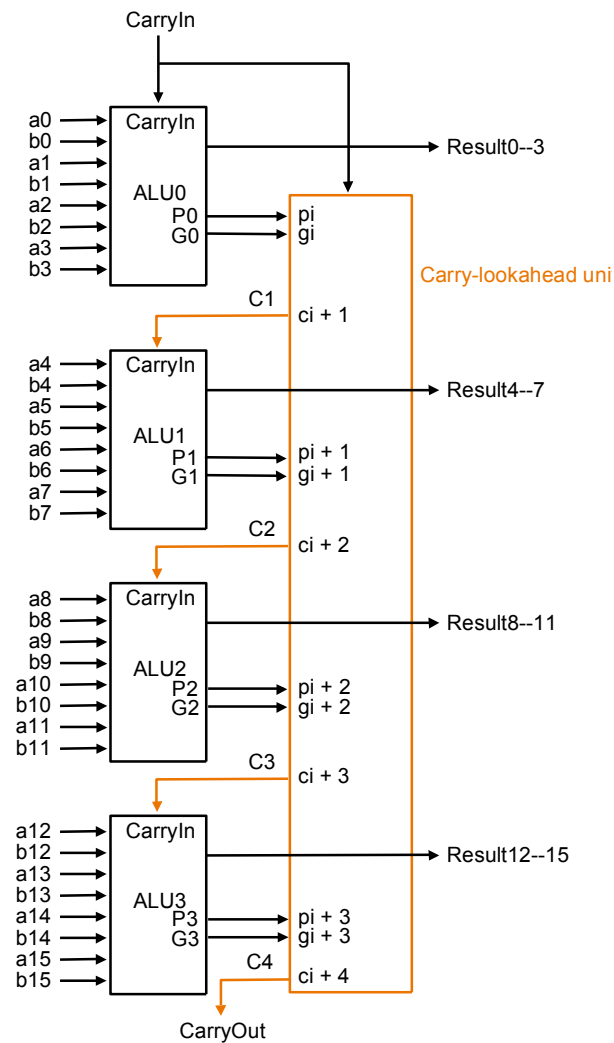 CarryIn
a0
b0
a1
b1
a2
b2
a3
b3
CarryIn
ALU0
P0
G0
Result0--3
pi
gi
Carry-lookahead uni
C1
ci + 1
a4
b4
a5
b5
a6
b6
a7
b7
CarryIn
ALU1
P1
G1
Result4--7
pi + 1
gi + 1
C2
ci + 2
a8
b8
a9
b9
a10
b10
a11
b11
CarryIn
ALU2
P2
G2
Result8--11
pi + 2
gi + 2
C3
ci + 3
a12
b12
a13
b13
a14
b14
a15
b15
CarryIn
ALU3
P3
G3
Result12--15
pi + 3
gi + 3
C4
ci + 4
CarryOut